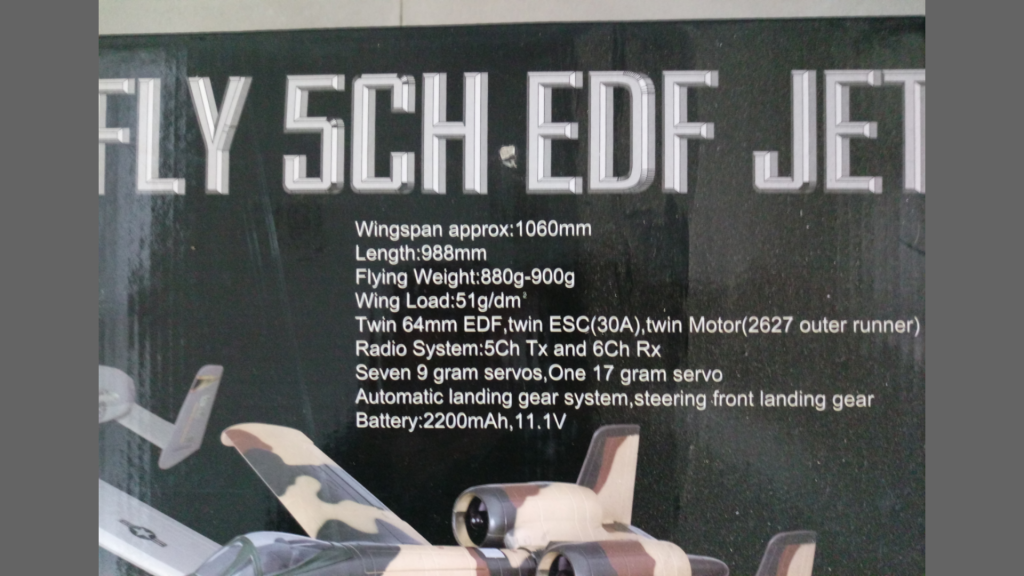 FLY 5CH EDF JET
Wingspan approx:1060mm
Length:988mm
Flying Weight:880g-900g
Wing Load:51g/dm²
Twin 64mm EDF,twin ESC(30A),twin Motor(2627 outer runner)
Radio System:5Ch Tx and 6Ch Rx
Seven 9 gram servos,One 17 gram servo
Automatic landing gear system,steering front landing gear
Battery:2200mAh,11.1V